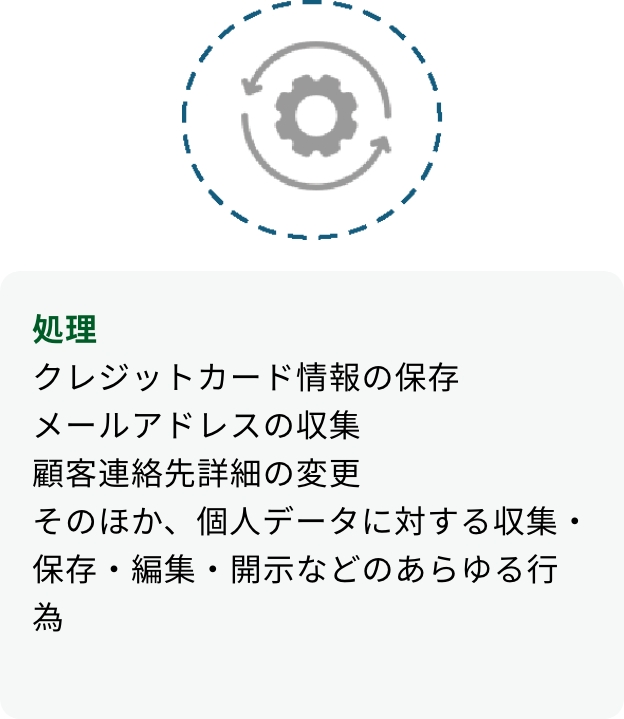 処理
クレジットカード情報の保存
メールアドレスの収集
顧客連絡先詳細の変更
そのほか、個人データに対する収集・
保存・編集・開示などのあらゆる行
為